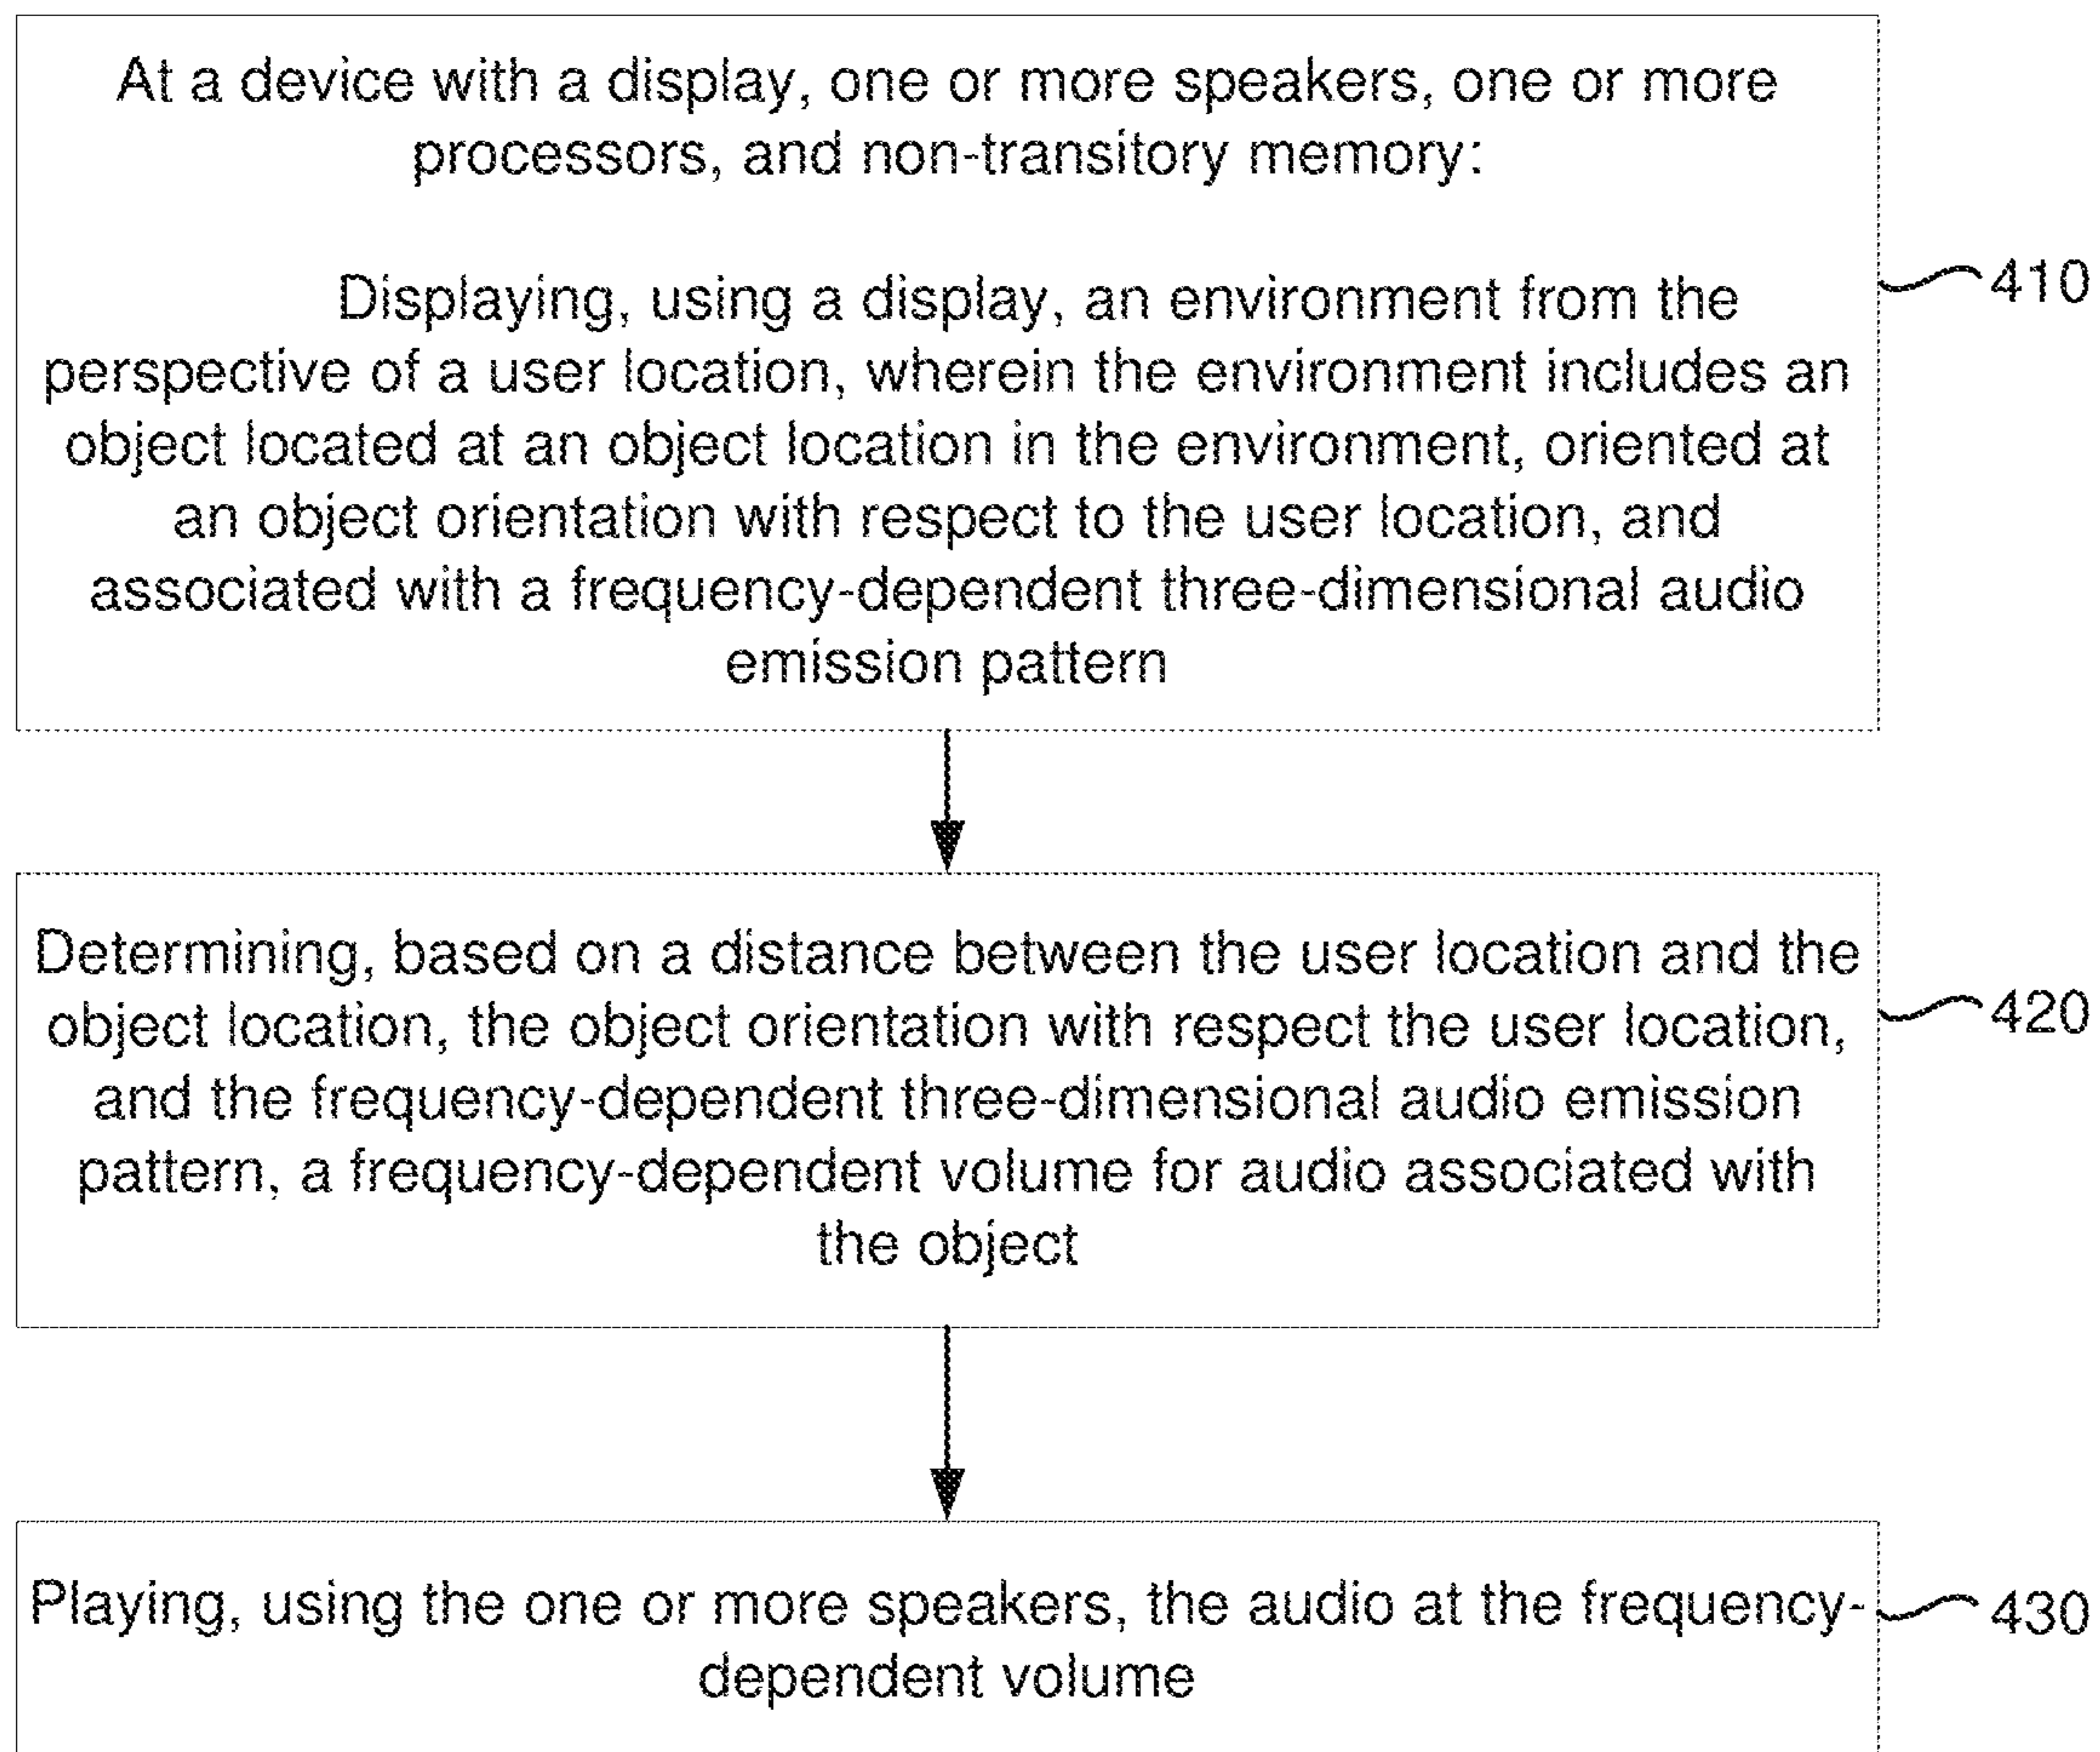 At a device with a display, one or more speakers, one or more
processors, and non-transitory memory:
Displaying, using a display, an environment from the
perspective of a user location, wherein the environment includes an
object located at an object location in the environment, oriented at
an object orientation with respect to the user location, and
associated with a frequency-dependent three-dimensional audio
emission pattern
410
Determining, based on a distance between the user location and the
object location, the object orientation with respect the user location,
and the frequency-dependent three-dimensional audio emission
pattern, a frequency-dependent volume for audio associated with
the object
420
Playing, using the one or more speakers, the audio at the frequency-
dependent volume
430